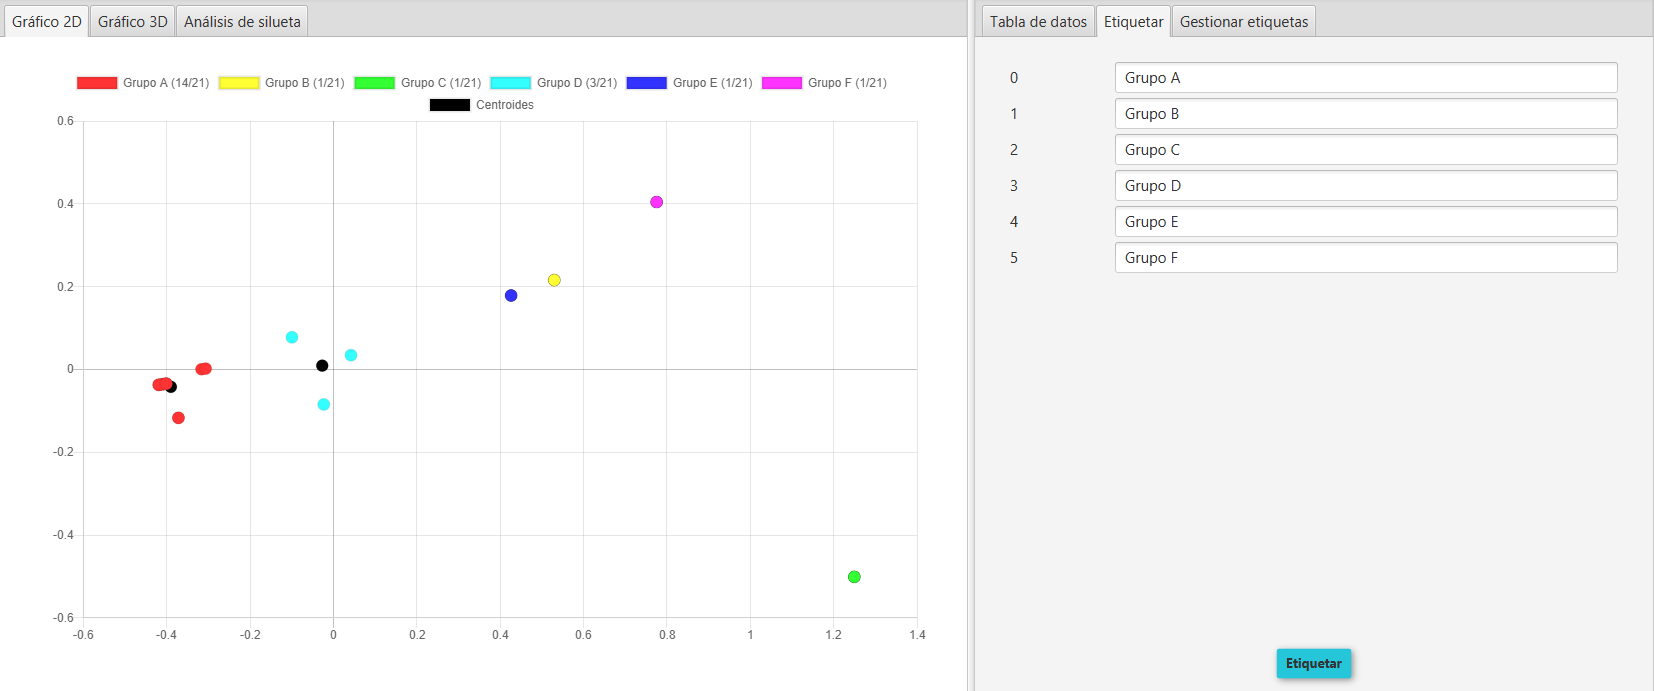 Gráfico 2D Gráfico 3D Análisis de silueta
Grupo A (14/21) Grupo B (1/21) Grupo C (1/21) Grupo D (3/21) Grupo E (1/21) Grupo F (1/21)
Centroides
0.6
0.4
0.2
0
-0.2
-0.4
-0.6
-0.6 -0.4 -0.2 0 0.2 0.4 0.6 0.8 1 1.2 1.4
Tabla de datos Etiquetar Gestionar etiquetas
0 Grupo A
1 Grupo B
2 Grupo C
3 Grupo D
4 Grupo E
5 Grupo F
Etiquetar